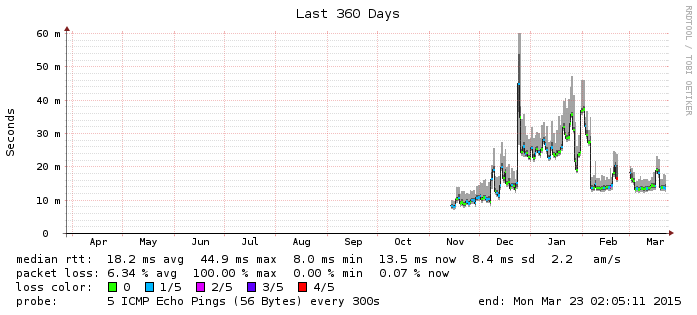 Last 360 Days
60 m
50 m
40 m
30 m
20 m
10 m
0
Seconds
RRDTOOL / TOBI OETIKER
Apr May Jun Jul Aug Sep Oct Nov Dec Jan Feb Mar
median rtt: 18.2 ms avg 44.9 ms max 8.0 ms min 13.5 ms now 8.4 ms sd 2.2 am/s
packet loss: 6.34 % avg 100.00 % max 0.00 % min 0.07 % now
loss color: 0 1/5 2/5 3/5 4/5
probe: 5 ICMP Echo Pings (56 Bytes) every 300s end: Mon Mar 23 02:05:11 2015